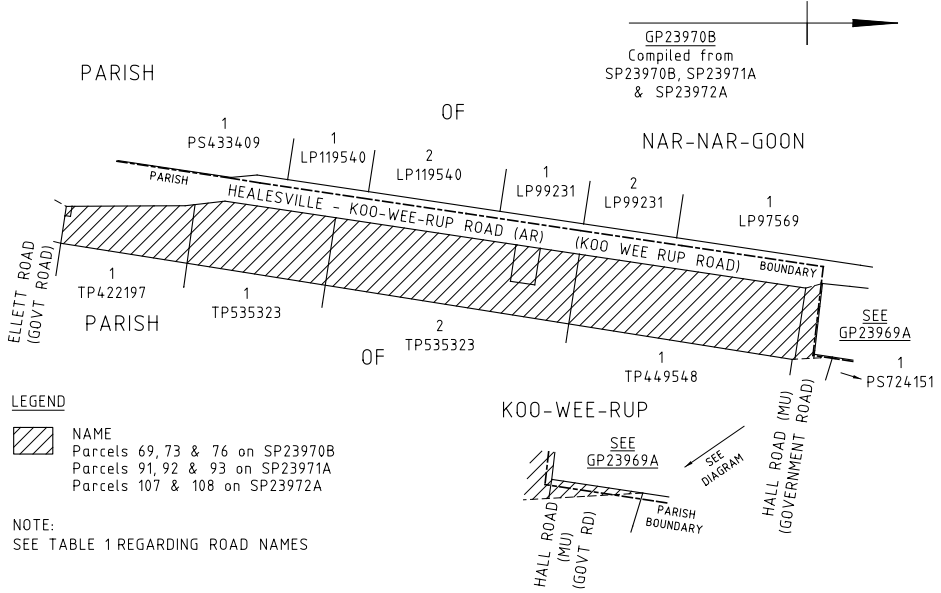 GP23970B
Compiled from
SP23970B, SP23971A
& SP23972A
PARISH
OF
NAR-NAR-GOON
1
PS433409
1
LP119540
2
LP119540
1
LP99231
2
LP99231
1
LP97569
PARISH
BOUNDARY
HEALESVILLE - KOO-WEE-RUP ROAD (AR) (KOO WEE RUP ROAD)
ELLETT ROAD
(GOVT ROAD)
1
TP422197
1
TP535323
2
TP535323
1
TP449548
SEE
GP23969A
1
PS724151
PARISH
OF
KOO-WEE-RUP
HALL ROAD (MU)
(GOVERNMENT ROAD)
LEGEND
NAME
Parcels 69, 73 & 76 on SP23970B
Parcels 91, 92 & 93 on SP23971A
Parcels 107 & 108 on SP23972A
NOTE:
SEE TABLE 1 REGARDING ROAD NAMES
SEE
GP23969A
SEE
DIAGRAM
PARISH
BOUNDARY
HALL ROAD
(MU)
(GOVT RD)